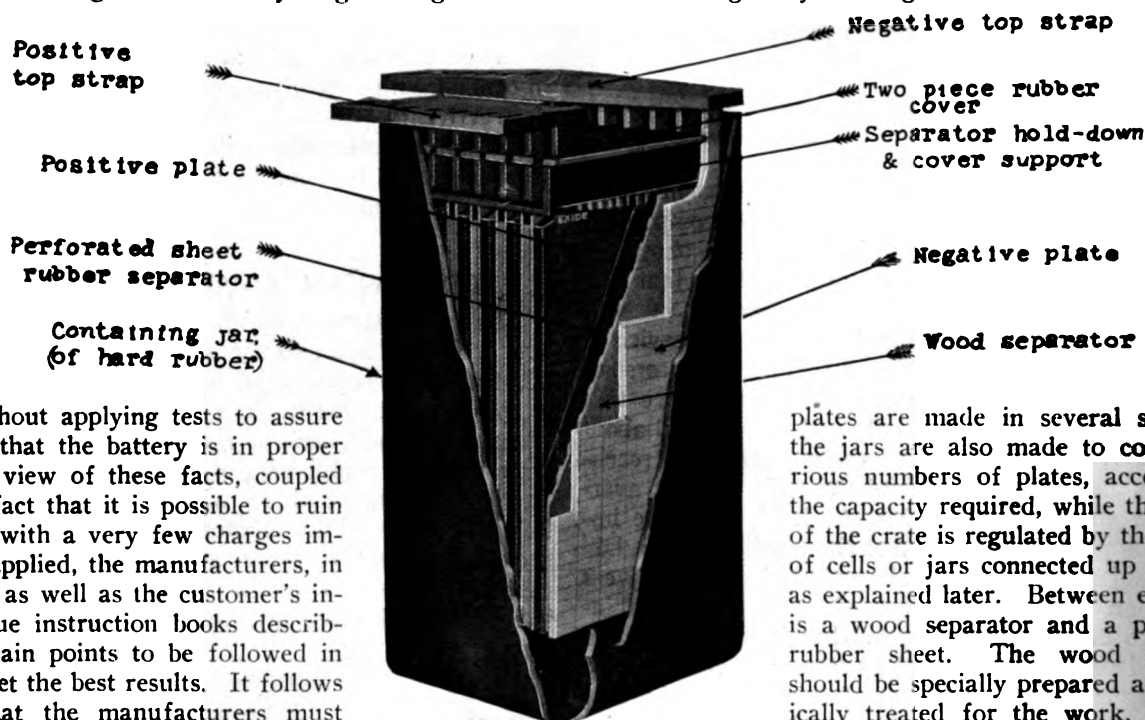 Positive
top strap
Positive plate
Perforated sheet
rubber separator
Containing jar
(of hard rubber)
Negative top strap
Two piece rubber
cover
Separator hold-down
& cover support
Negative plate
Wood separator
EXIDE
hout applying tests to assure
that the battery is in proper
view of these facts, coupled
fact that it is possible to ruin
with a very few charges im-
pplied, the manufacturers, in
as well as the customer's in-
ue instruction books describ-
ain points to be followed in
et the best results. It follows
at the manufacturers must
plates are made in several s
the jars are also made to co
rious numbers of plates, acco
the capacity required, while th
of the crate is regulated by th
of cells or jars connected up
as explained later. Between e
is a wood separator and a p
rubber sheet. The wood
should be specially prepared a
ically treated for the work.